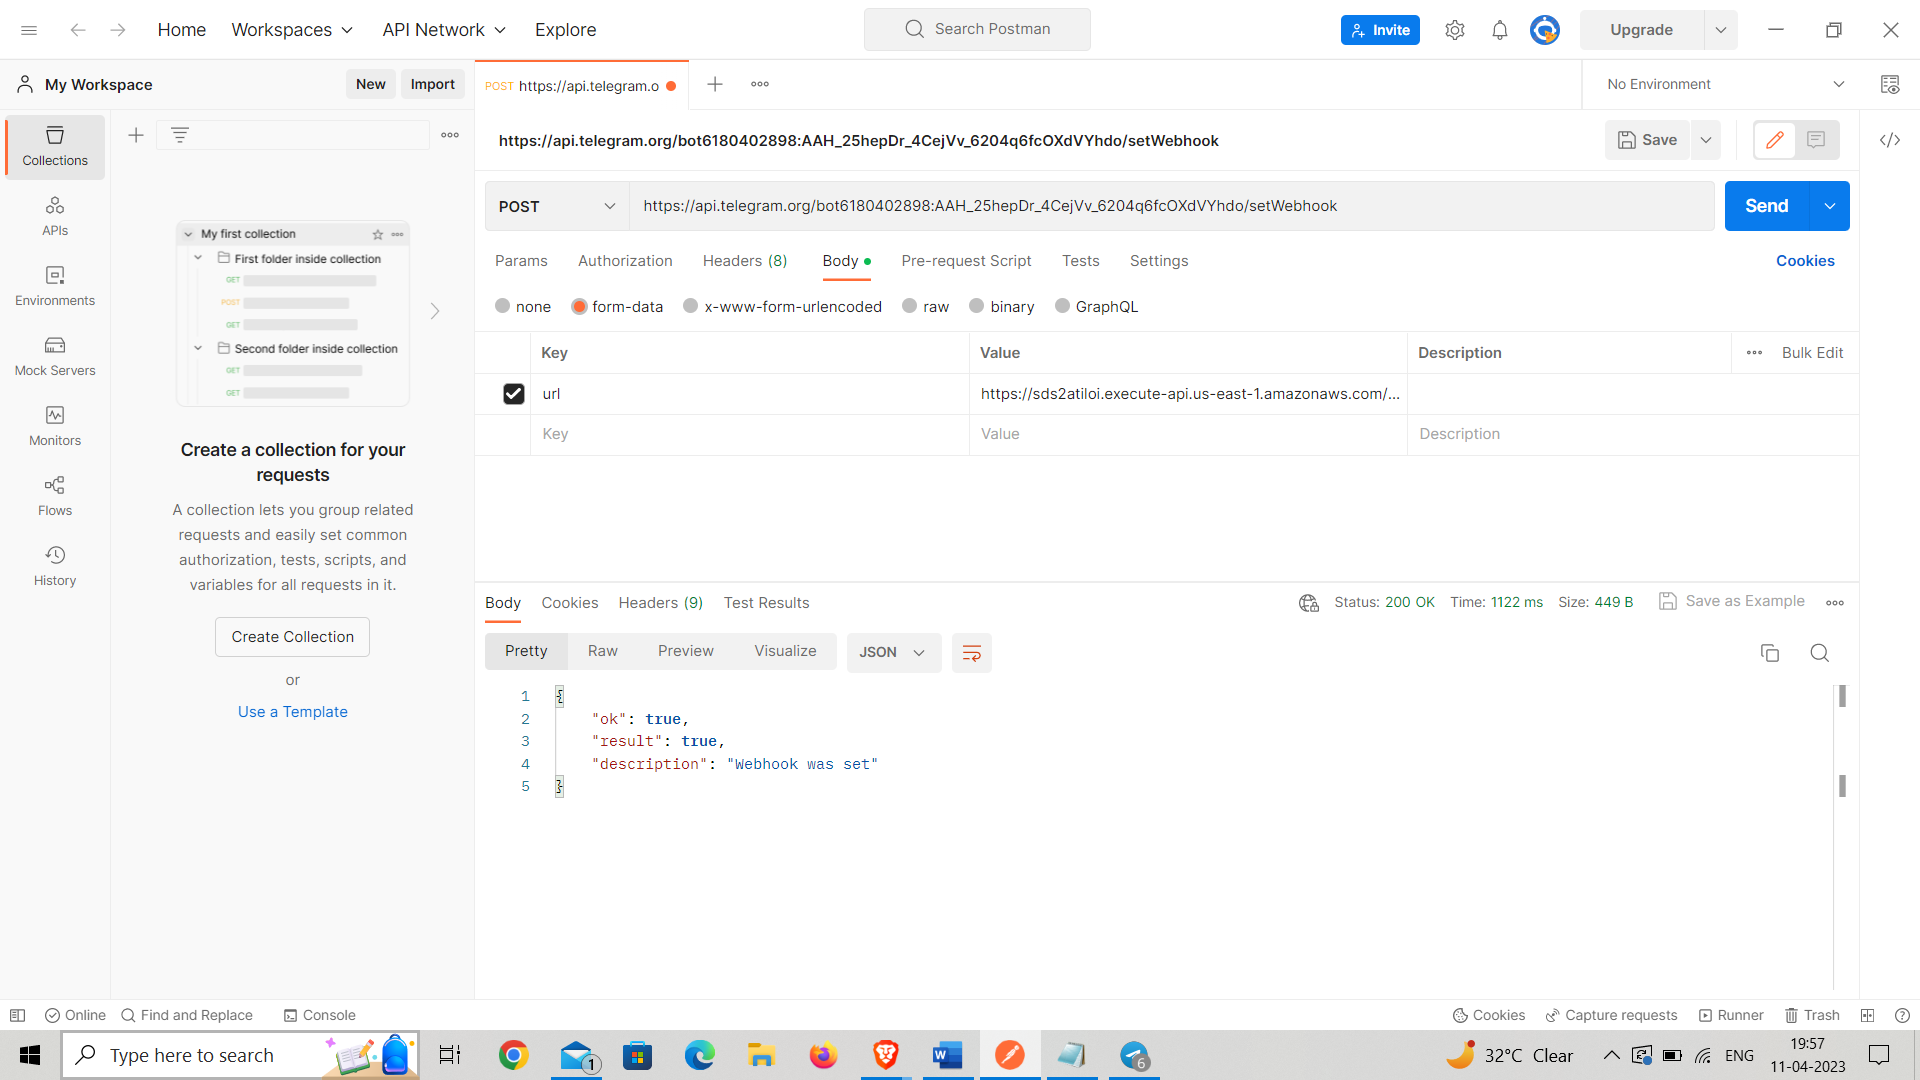 Home
Workspaces
API Network
Explore
Search Postman
Invite
Upgrade
My Workspace
New
Import
POST https://api.telegram.o
No Environment
Collections
APIs
Environments
Mock Servers
Monitors
Flows
History
My first collection
First folder inside collection
GET
POST
GET
Second folder inside collection
GET
GET
Create a collection for your
requests
A collection lets you group related
requests and easily set common
authorization, tests, scripts, and
variables for all requests in it.
Create Collection
or
Use a Template
https://api.telegram.org/bot6180402898:AAH_25hepDr_4CejVv_6204q6fcOXdVYhdo/setWebhook
Save
POST
https://api.telegram.org/bot6180402898:AAH_25hepDr_4CejVv_6204q6fcOXdVYhdo/setWebhook
Send
Params
Authorization
Headers (8)
Body
Pre-request Script
Tests
Settings
Cookies
none
form-data
x-www-form-urlencoded
raw
binary
GraphQL
Key
Value
Description
Bulk Edit
url
https://sds2atiloi.execute-api.us-east-1.amazonaws.com/...
Key
Value
Description
Body
Cookies
Headers (9)
Test Results
Status: 200 OK
Time: 1122 ms
Size: 449 B
Save as Example
Pretty
Raw
Preview
Visualize
JSON
1 {
2 "ok": true,
3 "result": true,
4 "description": "Webhook was set"
5 }
Online
Find and Replace
Console
Cookies
Capture requests
Runner
Trash
Type here to search
1
W
6
32°C Clear
ENG
19:57
11-04-2023